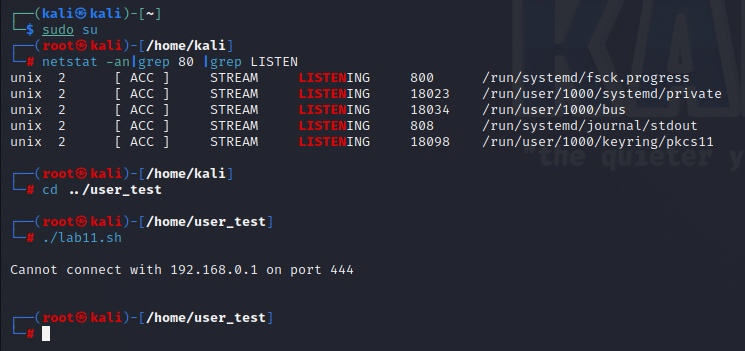 ┌──(kali㉿kali)-[~]
└─$ sudo su
┌──(root㉿kali)-[/home/kali]
└─# netstat -an|grep 80 |grep LISTEN
unix  2      [ ACC ]     STREAM     LISTENING     800      /run/systemd/fsck.progress
unix  2      [ ACC ]     STREAM     LISTENING     18023    /run/user/1000/systemd/private
unix  2      [ ACC ]     STREAM     LISTENING     18034    /run/user/1000/bus
unix  2      [ ACC ]     STREAM     LISTENING     808      /run/systemd/journal/stdout
unix  2      [ ACC ]     STREAM     LISTENING     18098    /run/user/1000/keyring/pkcs11
"the quieter y
┌──(root㉿kali)-[/home/kali]
└─# cd ../user_test
┌──(root㉿kali)-[/home/user_test]
└─# ./lab11.sh
Cannot connect with 192.168.0.1 on port 444
┌──(root㉿kali)-[/home/user_test]
└─#
KA